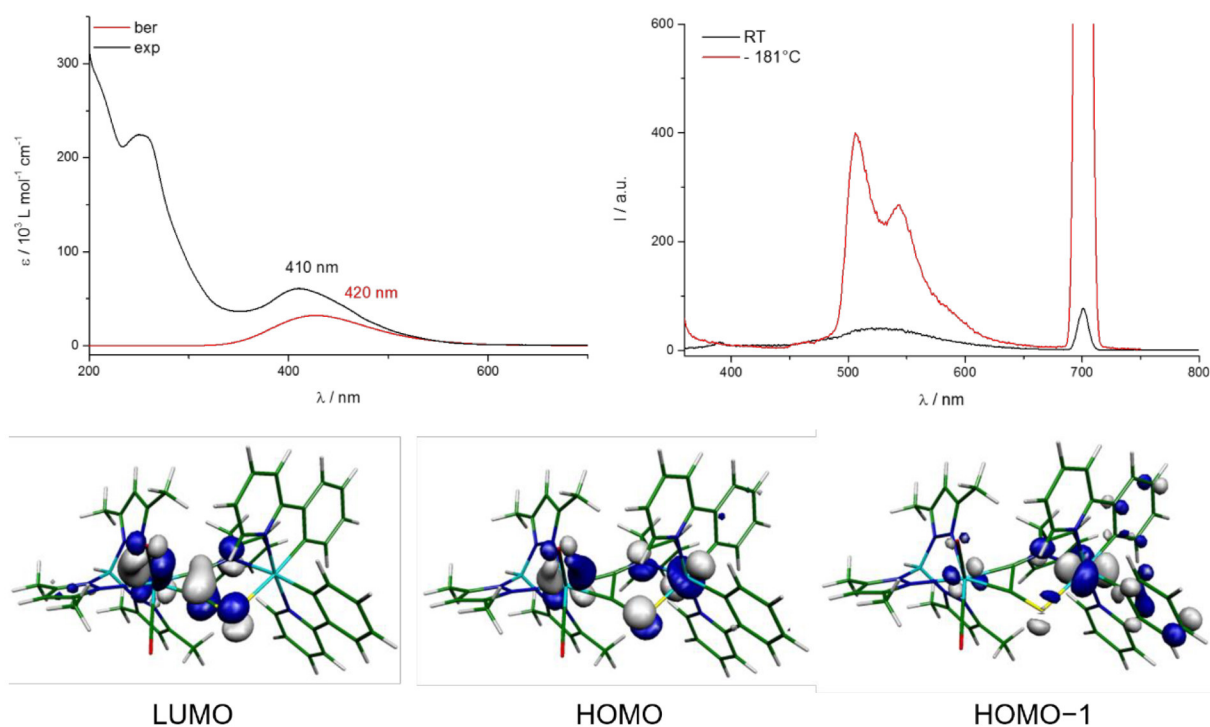 ber
exp
300
200
100
0
ε / 10³ L mol⁻¹ cm⁻¹
410 nm
420 nm
200
400
600
λ / nm
RT
- 181°C
600
400
200
0
I / a.u.
400
500
600
700
800
λ / nm
LUMO
HOMO
HOMO−1